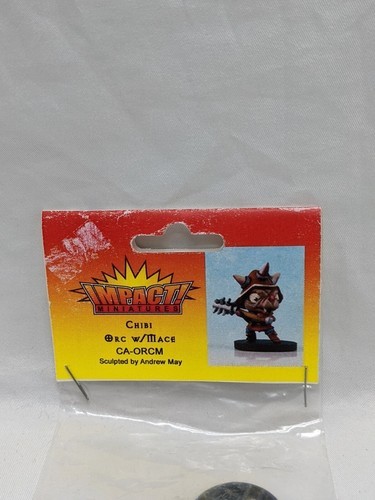 IMPACT!
MINIATURES
Chibi
Orc w/Mace
CA-ORCM
Sculpted by Andrew May